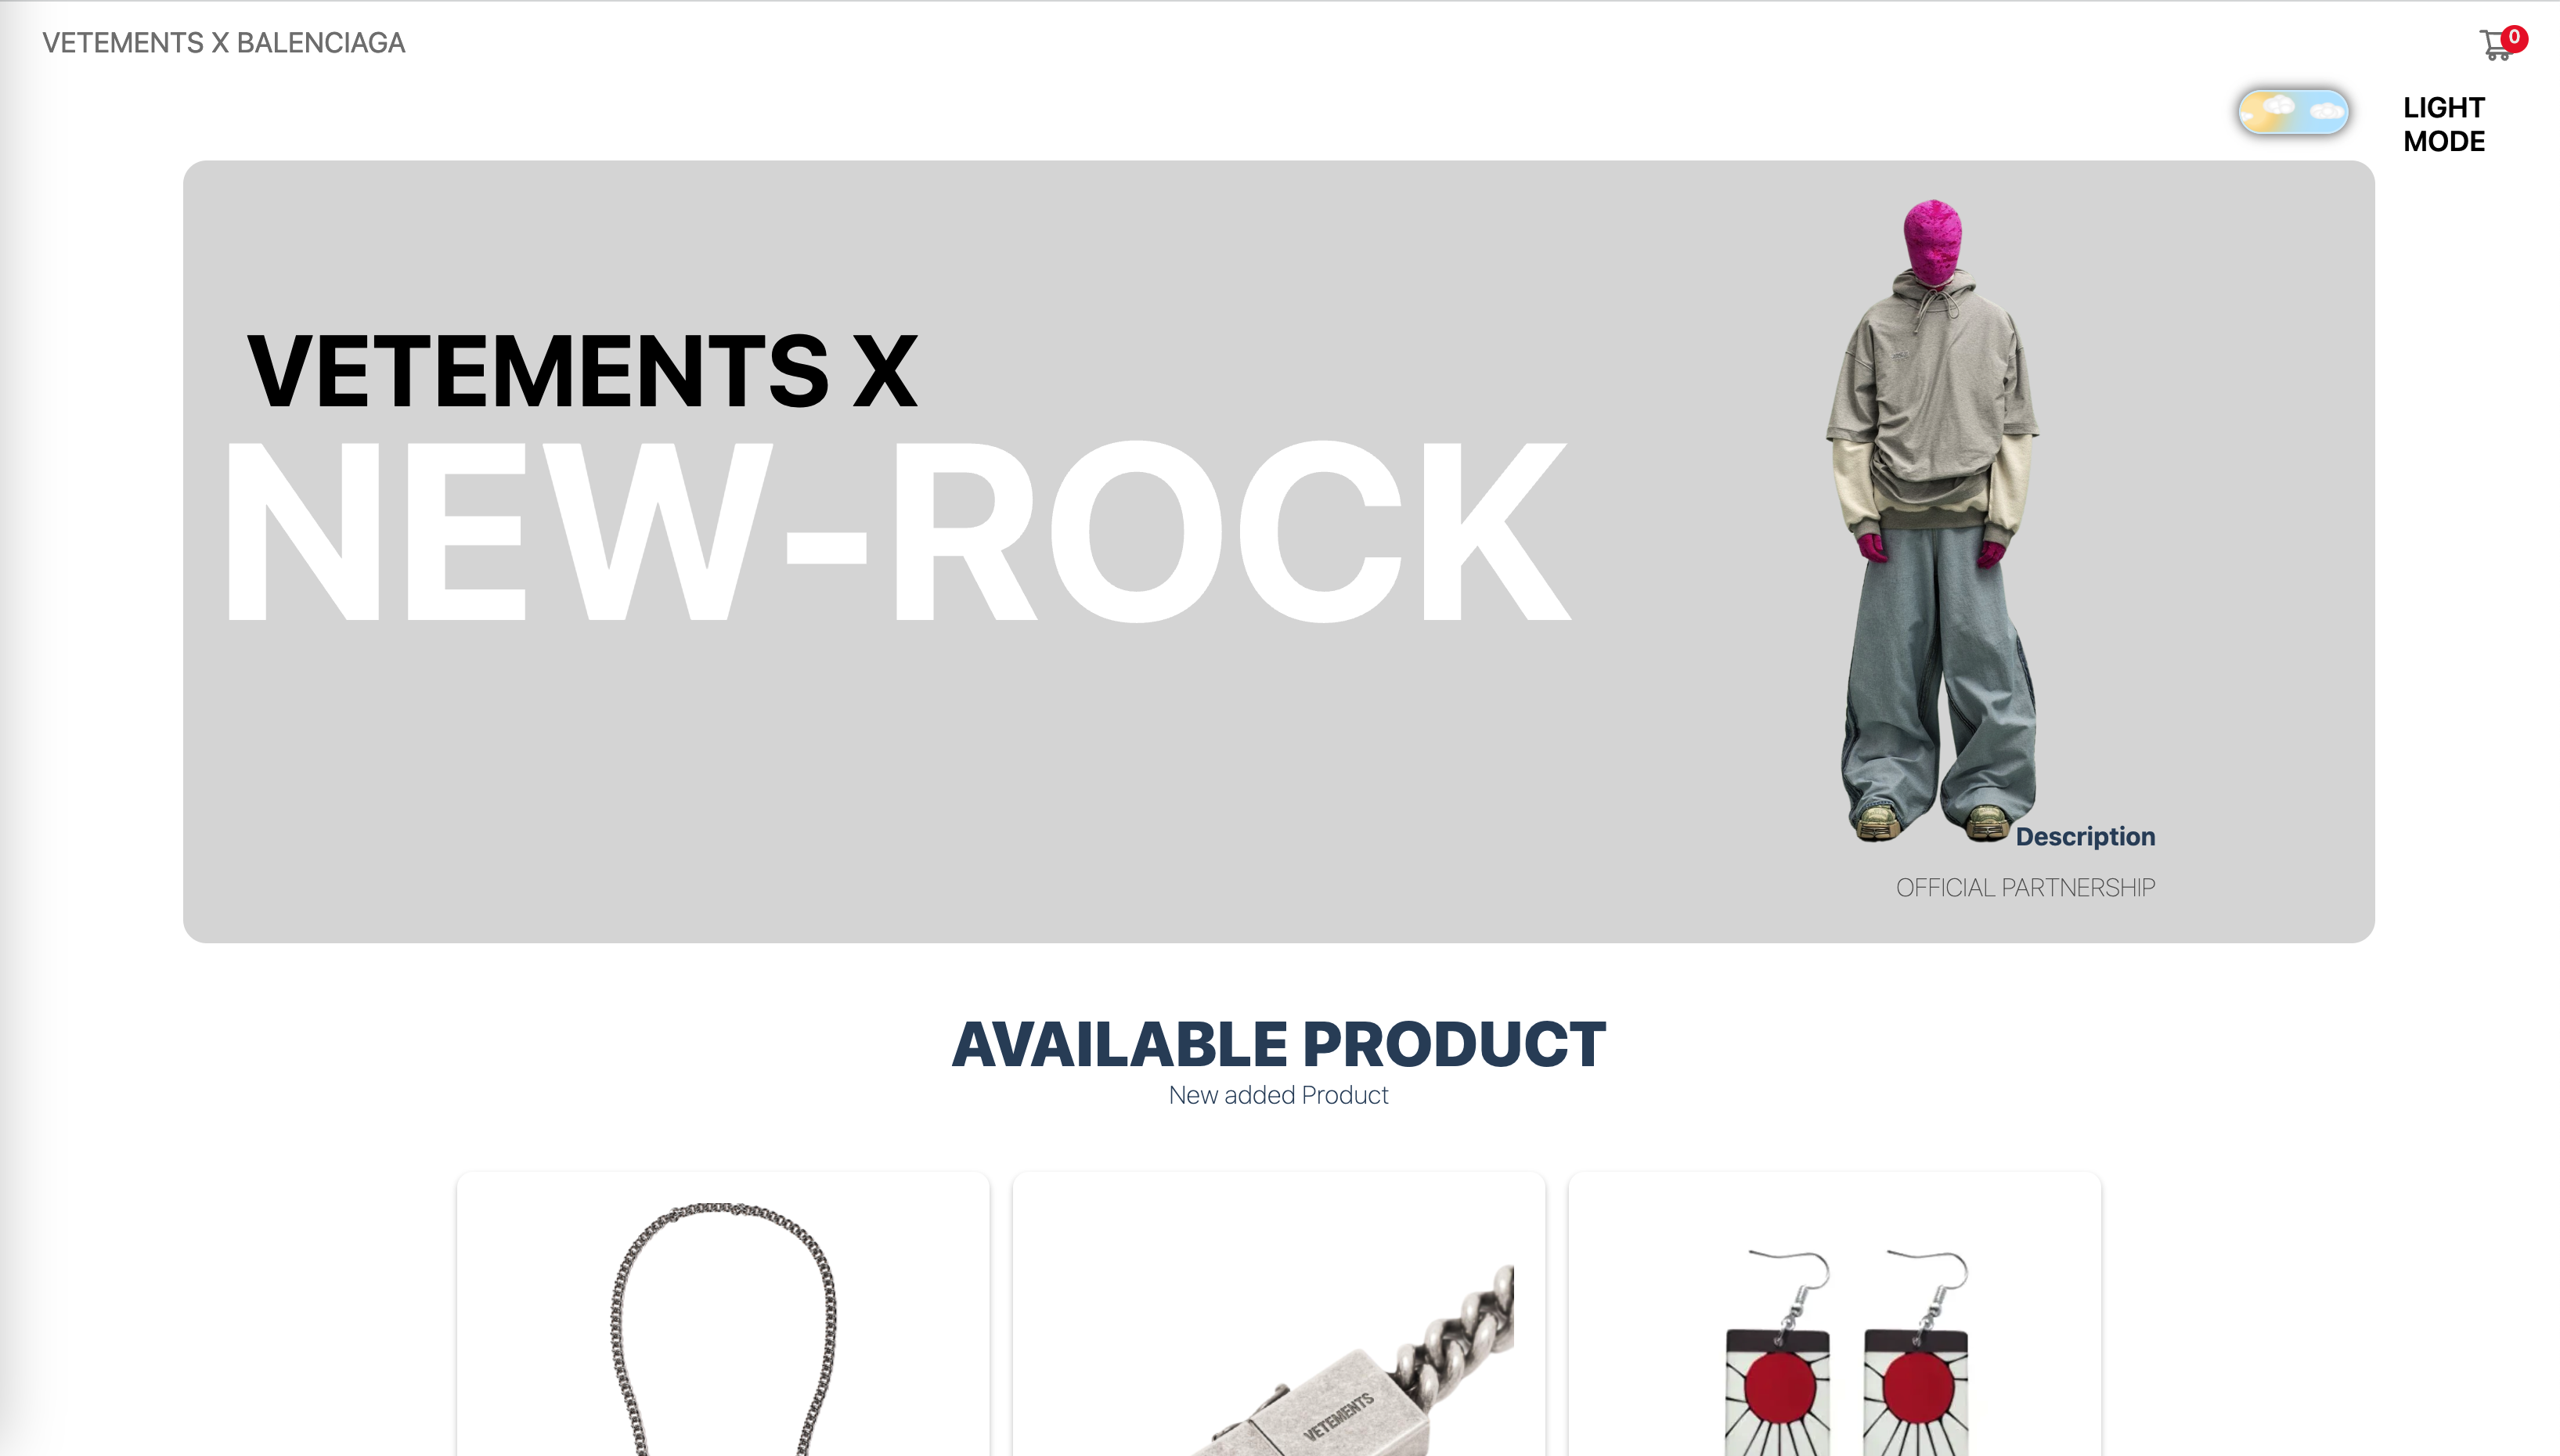 VETEMENTS X BALENCIAGA
0
LIGHT
MODE
VETEMENTS X
NEW-ROCK
Description
OFFICIAL PARTNERSHIP
AVAILABLE PRODUCT
New added Product
VETEMENTS